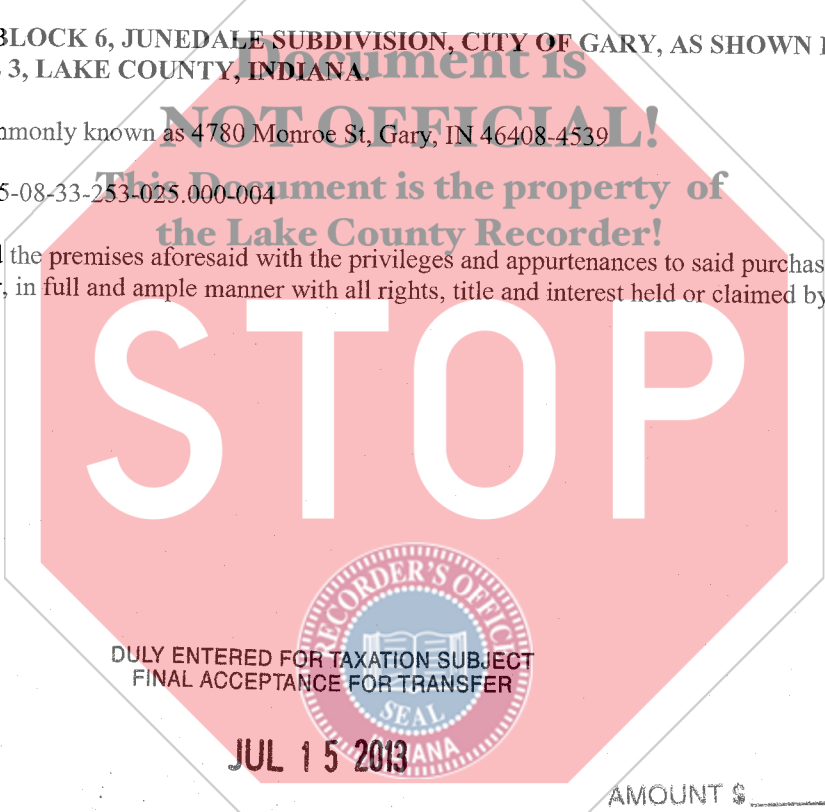 BLOCK 6, JUNEDALE SUBDIVISION, CITY OF GARY, AS SHOWN
Document is
3, LAKE COUNTY, INDIANA.
NOT OFFICIAL!
mmonly known as 4780 Monroe St, Gary, IN 46408-4539
This Document is the property of
5-08-33-253-025.000-004
the Lake County Recorder!
the premises aforesaid with the privileges and appurtenances to said purchas
, in full and ample manner with all rights, title and interest held or claimed by
STOP
RECORDER'S OFFICE
DULY ENTERED FOR TAXATION SUBJECT
FINAL ACCEPTANCE FOR TRANSFER
SEAL
INDIANA
JUL 15 2013
AMOUNT $